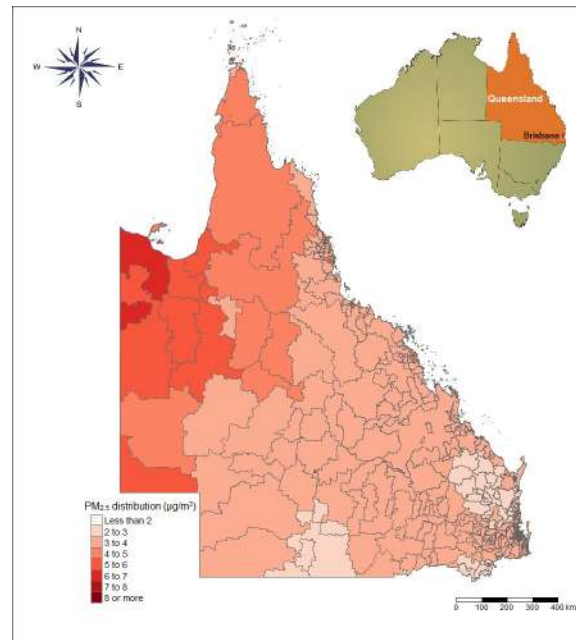 N
W E
S
Queensland
Brisbane
PM2.5 distribution (µg/m³)
Less than 2
2 to 3
3 to 4
4 to 5
5 to 6
6 to 7
7 to 8
8 or more
0 100 200 300 400 km